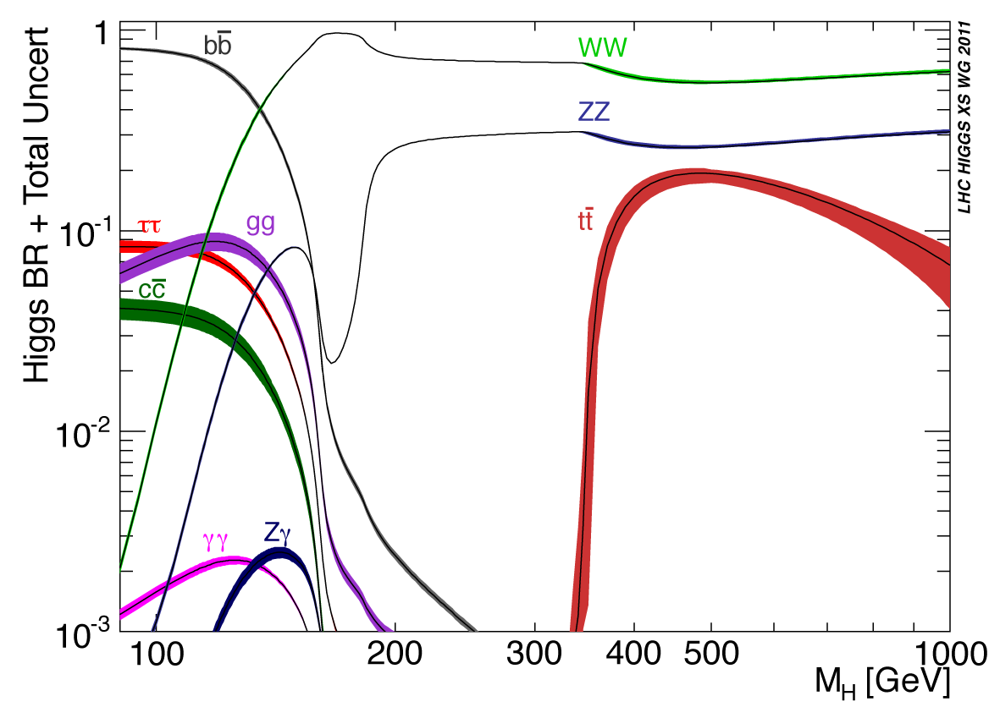 Higgs BR + Total Uncert
1
10⁻¹
10⁻²
10⁻³
bb̅
ττ
gg
cc̅
γγ
Zγ
WW
ZZ
tt̅
100
200
300
400
500
1000
M_H [GeV]
LHC HIGGS XS WG 2011